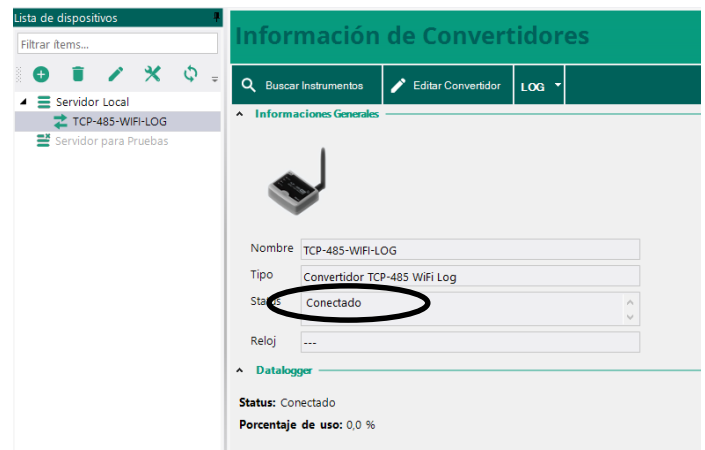 Lista de dispositivos
Filtrar ítems...
Servidor Local
TCP-485-WIFI-LOG
Servidor para Pruebas
Información de Convertidores
Buscar Instrumentos
Editar Convertidor
LOG
Informaciones Generales
Nombre TCP-485-WIFI-LOG
Tipo Convertidor TCP-485 WiFi Log
Status Conectado
Reloj ---
Datalogger
Status: Conectado
Porcentaje de uso: 0,0 %